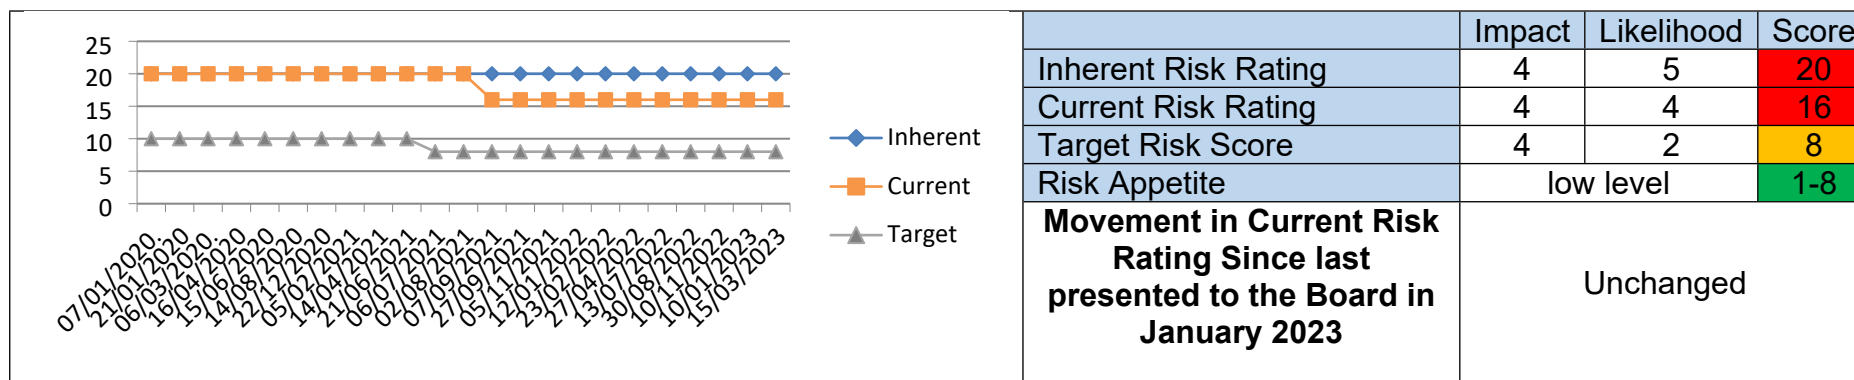 25
20
15
10
5
0
07/01/2020.
21/01/2020
06/03/2020.
16/04/2020
15/06/2020
14/08/2020
22/12/2020
05/02/2021
14/04/2021
21/06/2021
06/07/2021
02/08/2021
07/09/2021
27/09/2021
05/11/2021
12/01/2022
23/02/2022
27/04/2022
13/07/2022
30/08/2022
10/11/2022
10/01/2023
15/03/2023
Inherent
Current
Target
Impact Likelihood Score
Inherent Risk Rating 4 5 20
Current Risk Rating 4 4 16
Target Risk Score 4 2 8
Risk Appetite low level 1-8
Movement in Current Risk
Rating Since last
presented to the Board in
January 2023
Unchanged